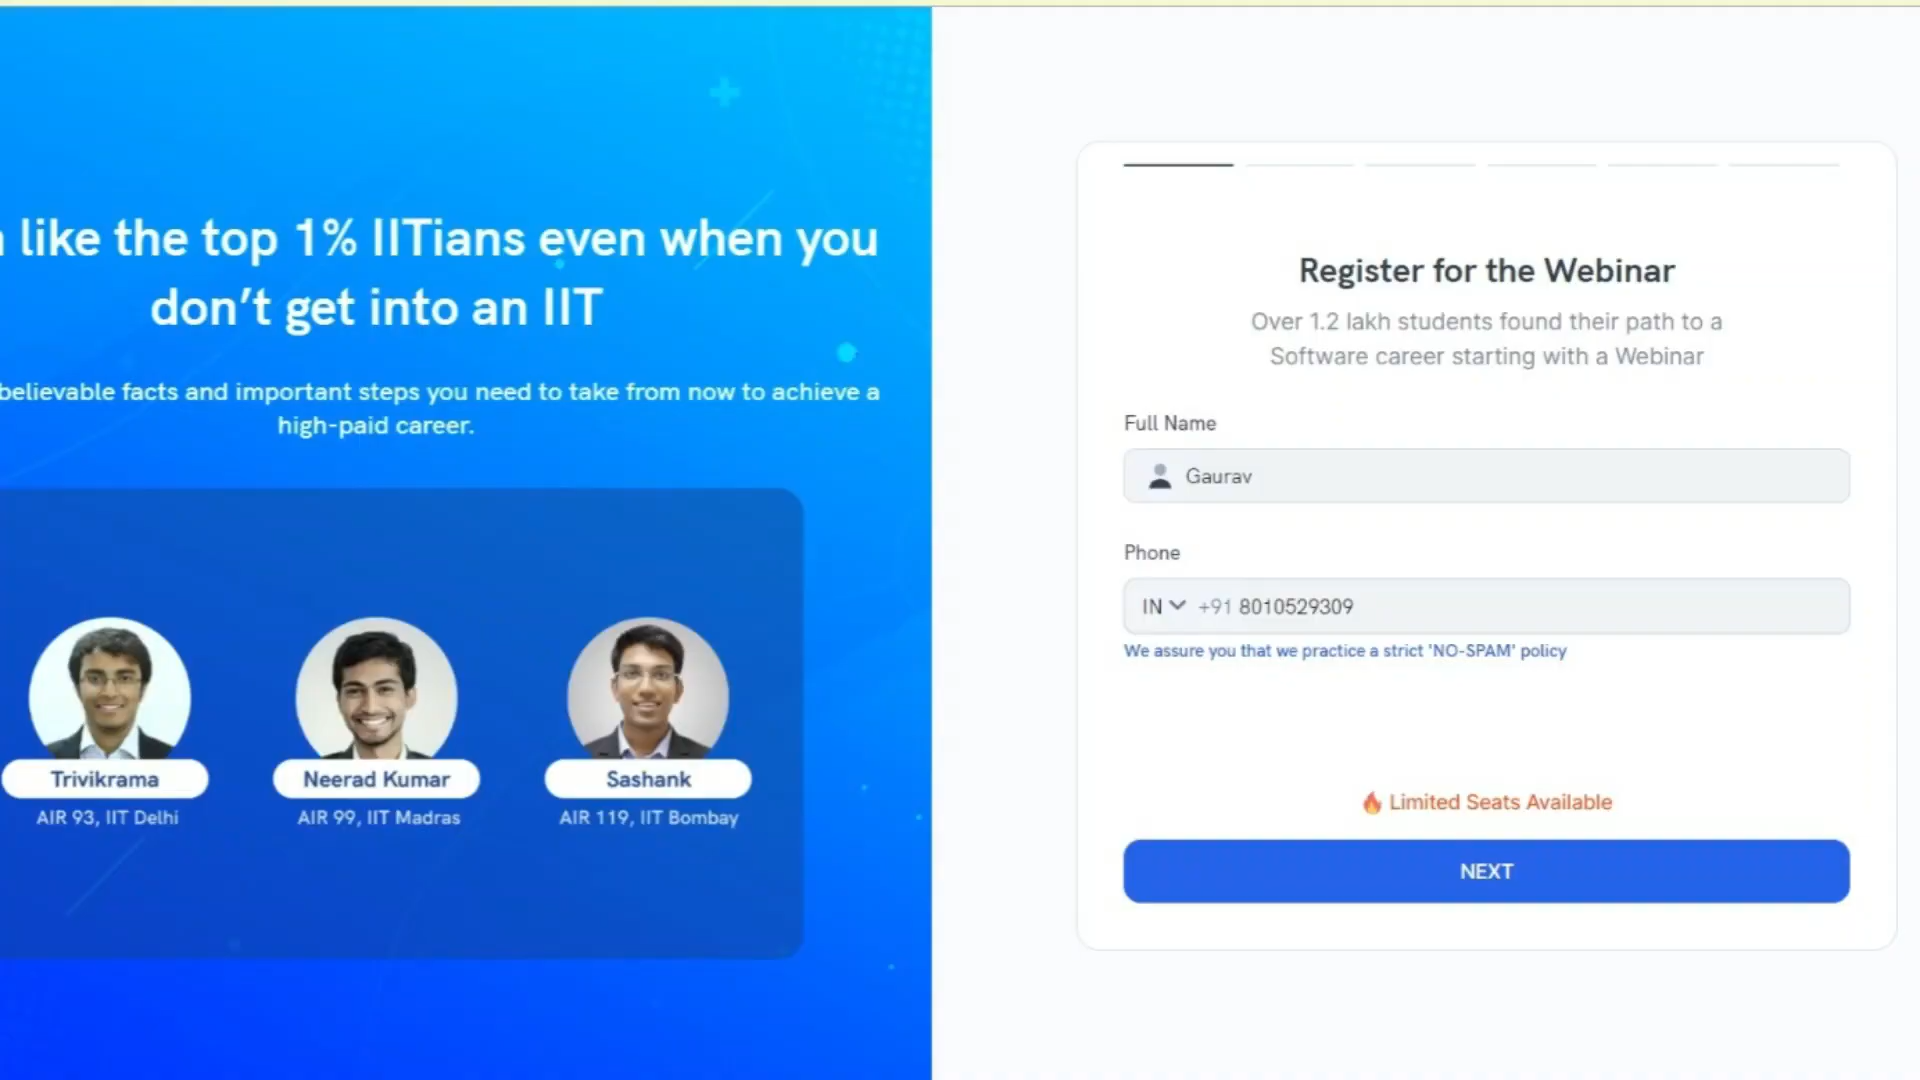 like the top 1% IITians even when you
don't get into an IIT
believable facts and important steps you need to take from now to achieve a
high-paid career.
Trivikrama
AIR 93, IIT Delhi
Neerad Kumar
AIR 99, IIT Madras
Sashank
AIR 119, IIT Bombay
Register for the Webinar
Over 1.2 lakh students found their path to a
Software career starting with a Webinar
Full Name
Gaurav
Phone
IN +91 8010529309
We assure you that we practice a strict 'NO-SPAM' policy
Limited Seats Available
NEXT